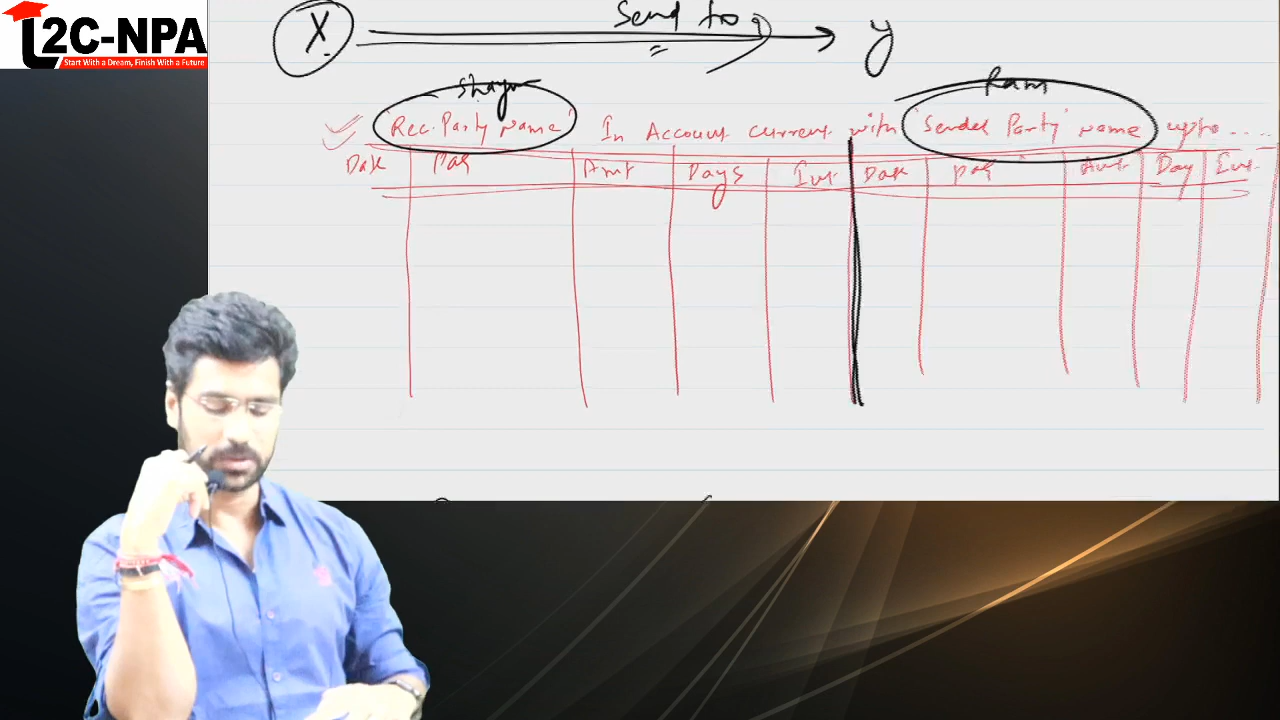 L2C-NPA
Start With a Dream, Finish With a Future
X Send to y
Shayam Ram
'Rec. Party Name' In Account current with 'Sender Party' name upto ....
Date Par Amt Days Int. Date Par Amt. Day Int.